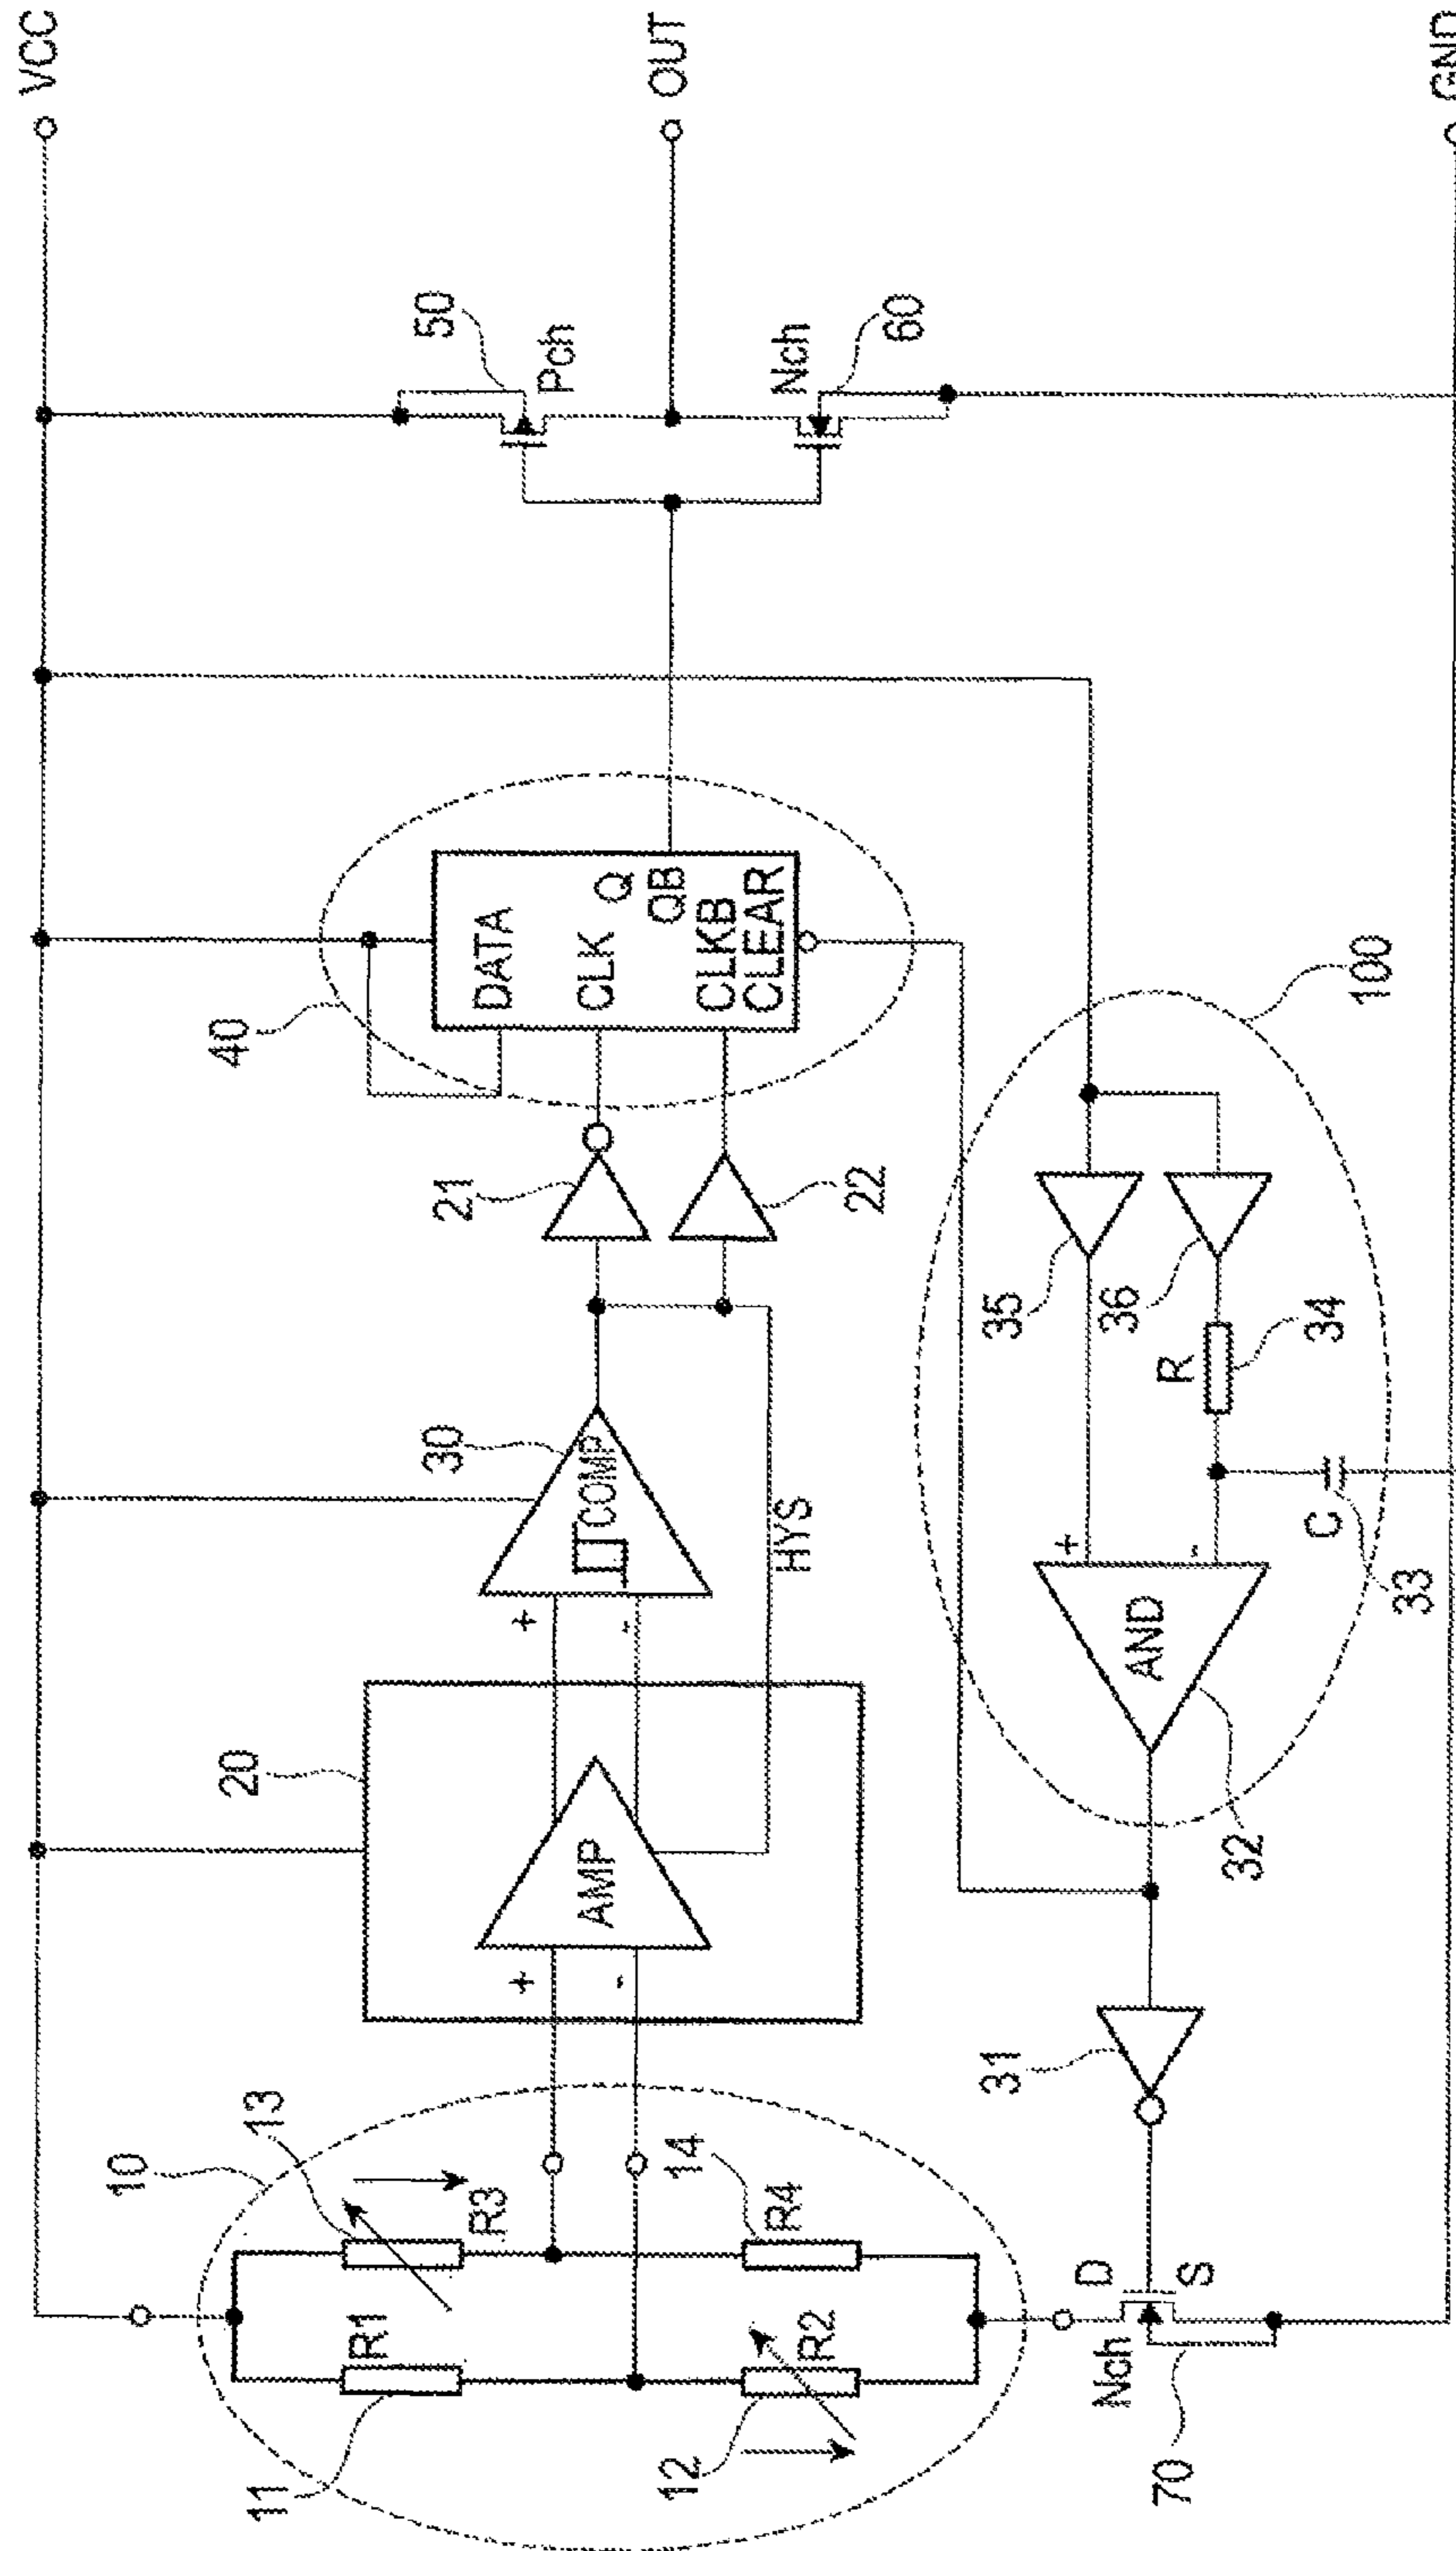 VCC
OUT
GND
50
Pch
Nch
60
40
DATA
CLK
Q
QB
CLKB
CLEAR
100
21
22
30
COMP
HYS
35
36
R
34
C
33
+
-
AND
32
20
+
-
AMP
+
-
31
10
13
R3
14
R4
R1
11
R2
12
D
S
Nch
70